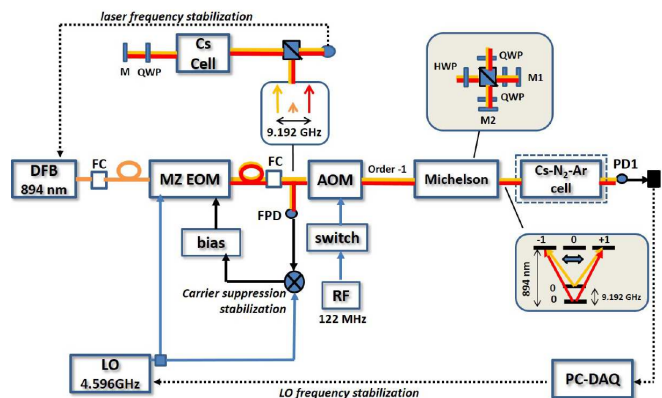 laser frequency stabilization
Cs
Cell
M
QWP
9.192 GHz
HWP
QWP
M1
QWP
M2
DFB
894 nm
FC
MZ EOM
FC
AOM
Order -1
Michelson
Cs-N2-Ar
cell
PD1
FPD
bias
switch
Carrier suppression
stabilization
RF
122 MHz
-1 0 +1
894 nm
0
0
9.192 GHz
LO
4.596GHz
LO frequency stabilization
PC-DAQ